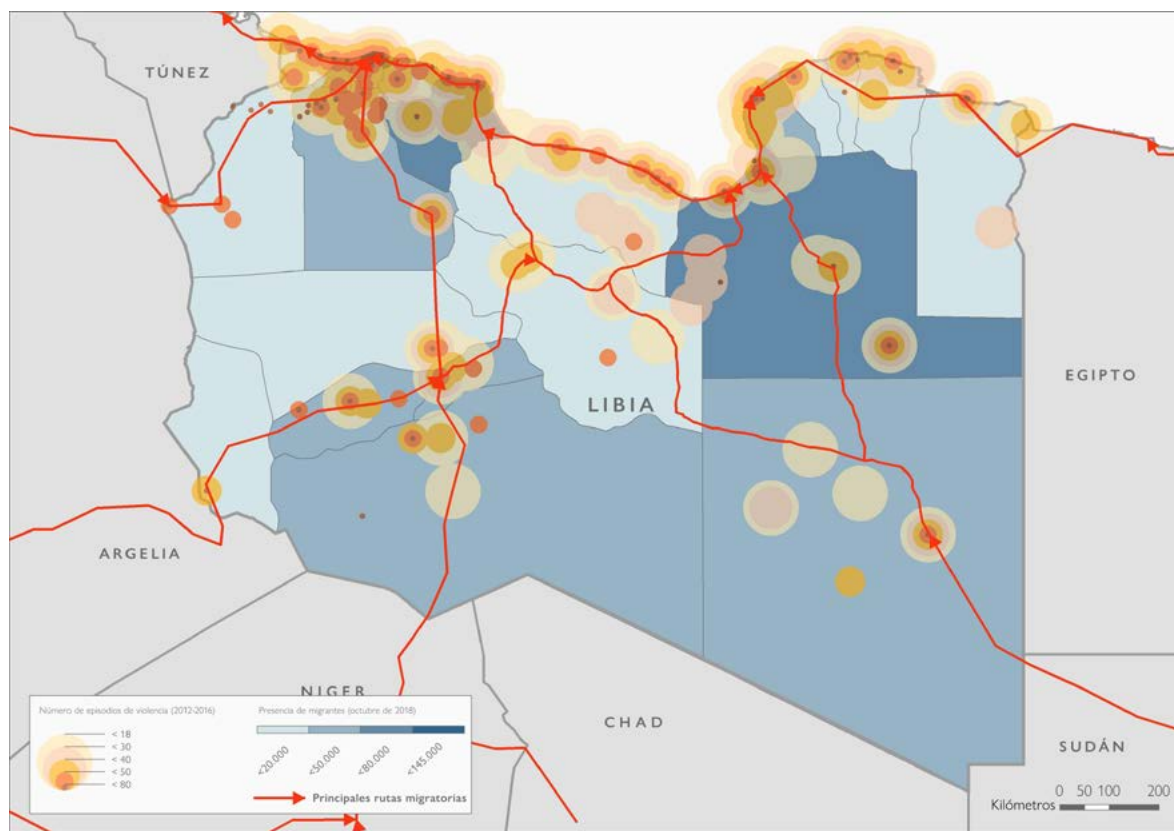 TÚNEZ
LIBIA
EGIPTO
ARGELIA
NIGER
CHAD
SUDÁN
Número de episodios de violencia (2012-2016)
< 18
< 30
< 40
< 50
< 80
Presencia de migrantes (octubre de 2018)
<20.000
<50.000
<80.000
<145.000
Principales rutas migratorias
0 50 100 200
Kilómetros